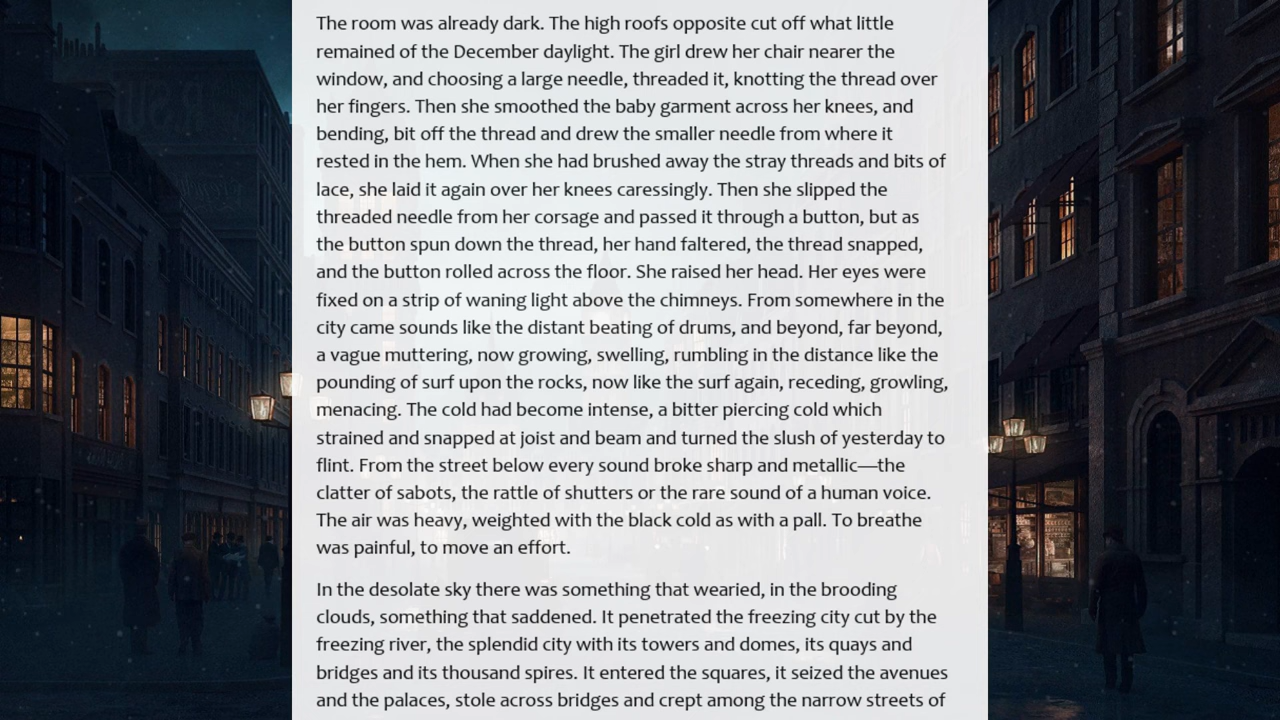 The room was already dark. The high roofs opposite cut off what little
remained of the December daylight. The girl drew her chair nearer the
window, and choosing a large needle, threaded it, knotting the thread over
her fingers. Then she smoothed the baby garment across her knees, and
bending, bit off the thread and drew the smaller needle from where it
rested in the hem. When she had brushed away the stray threads and bits of
lace, she laid it again over her knees caressingly. Then she slipped the
threaded needle from her corsage and passed it through a button, but as
the button spun down the thread, her hand faltered, the thread snapped,
and the button rolled across the floor. She raised her head. Her eyes were
fixed on a strip of waning light above the chimneys. From somewhere in the
city came sounds like the distant beating of drums, and beyond, far beyond,
a vague muttering, now growing, swelling, rumbling in the distance like the
pounding of surf upon the rocks, now like the surf again, receding, growling,
menacing. The cold had become intense, a bitter piercing cold which
strained and snapped at joist and beam and turned the slush of yesterday to
flint. From the street below every sound broke sharp and metallic—the
clatter of sabots, the rattle of shutters or the rare sound of a human voice.
The air was heavy, weighted with the black cold as with a pall. To breathe
was painful, to move an effort.
In the desolate sky there was something that wearied, in the brooding
clouds, something that saddened. It penetrated the freezing city cut by the
freezing river, the splendid city with its towers and domes, its quays and
bridges and its thousand spires. It entered the squares, it seized the avenues
and the palaces, stole across bridges and crept among the narrow streets of